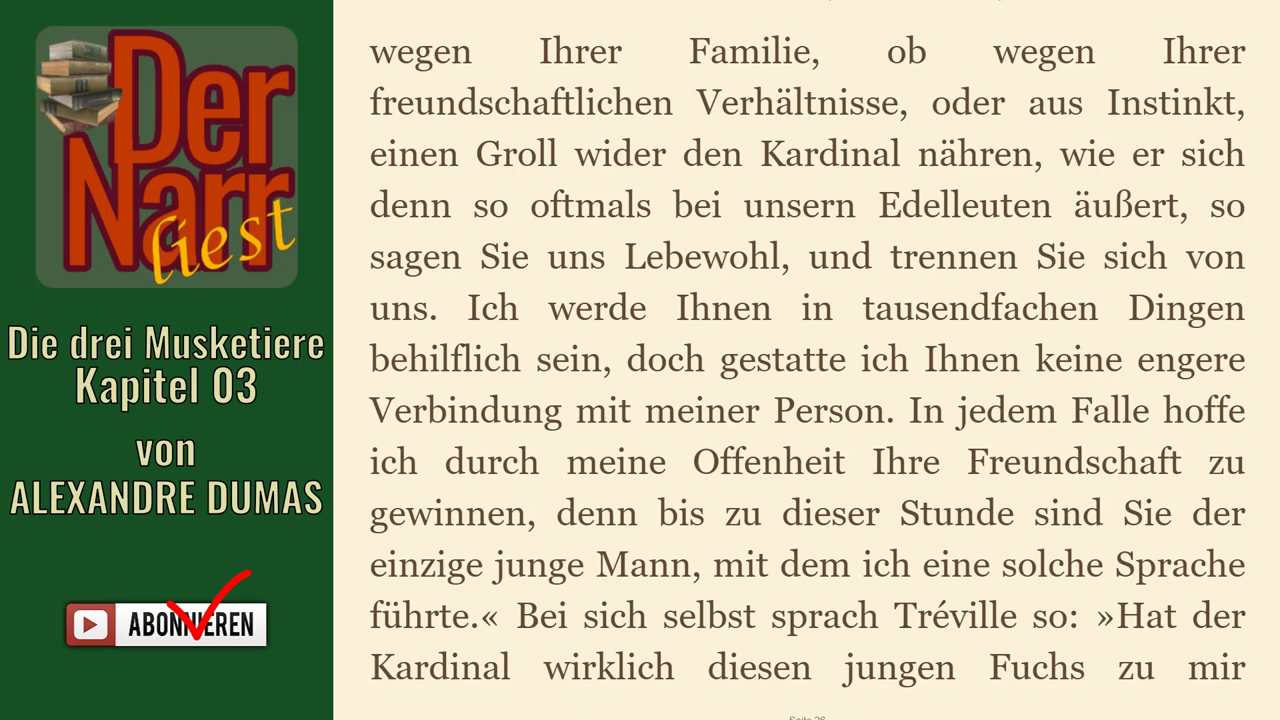 Der
Narr
liest
Die drei Musketiere
Kapitel 03
von
ALEXANDRE DUMAS
ABONNIEREN
wegen Ihrer Familie, ob wegen Ihrer
freundschaftlichen Verhältnisse, oder aus Instinkt,
einen Groll wider den Kardinal nähren, wie er sich
denn so oftmals bei unsern Edelleuten äußert, so
sagen Sie uns Lebewohl, und trennen Sie sich von
uns. Ich werde Ihnen in tausendfachen Dingen
behilflich sein, doch gestatte ich Ihnen keine engere
Verbindung mit meiner Person. In jedem Falle hoffe
ich durch meine Offenheit Ihre Freundschaft zu
gewinnen, denn bis zu dieser Stunde sind Sie der
einzige junge Mann, mit dem ich eine solche Sprache
führte.« Bei sich selbst sprach Tréville so: »Hat der
Kardinal wirklich diesen jungen Fuchs zu mir